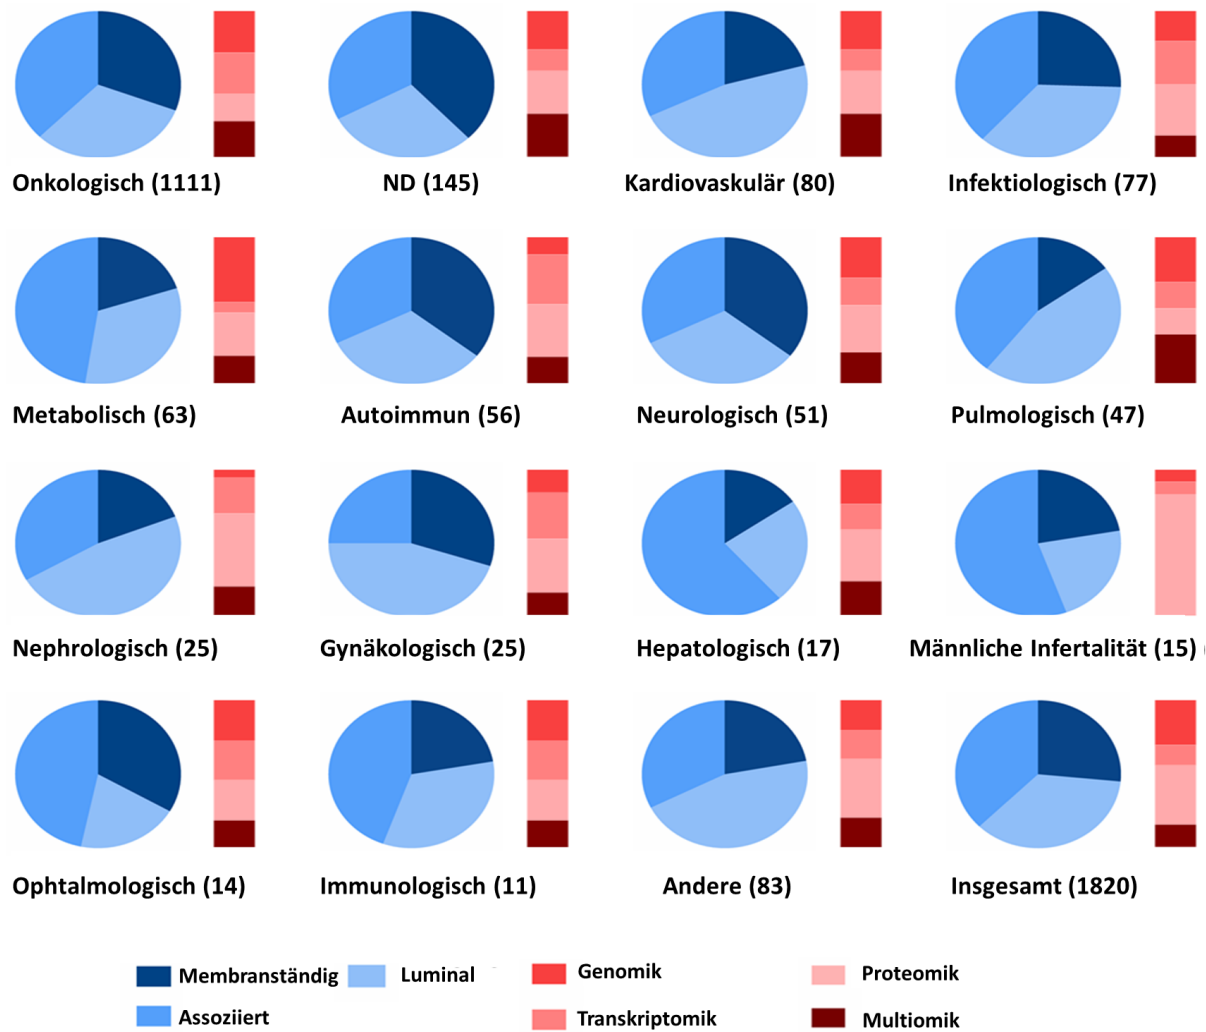 Onkologisch (1111) ND (145) Kardiovaskulär (80) Infektiologisch (77)
Metabolisch (63) Autoimmun (56) Neurologisch (51) Pulmologisch (47)
Nephrologisch (25) Gynäkologisch (25) Hepatologisch (17) Männliche Infertalität (15) (
Ophtalmologisch (14) Immunologisch (11) Andere (83) Insgesamt (1820)
Membranständig Luminal Genomik Proteomik
Assoziiert Transkriptomik Multiomik